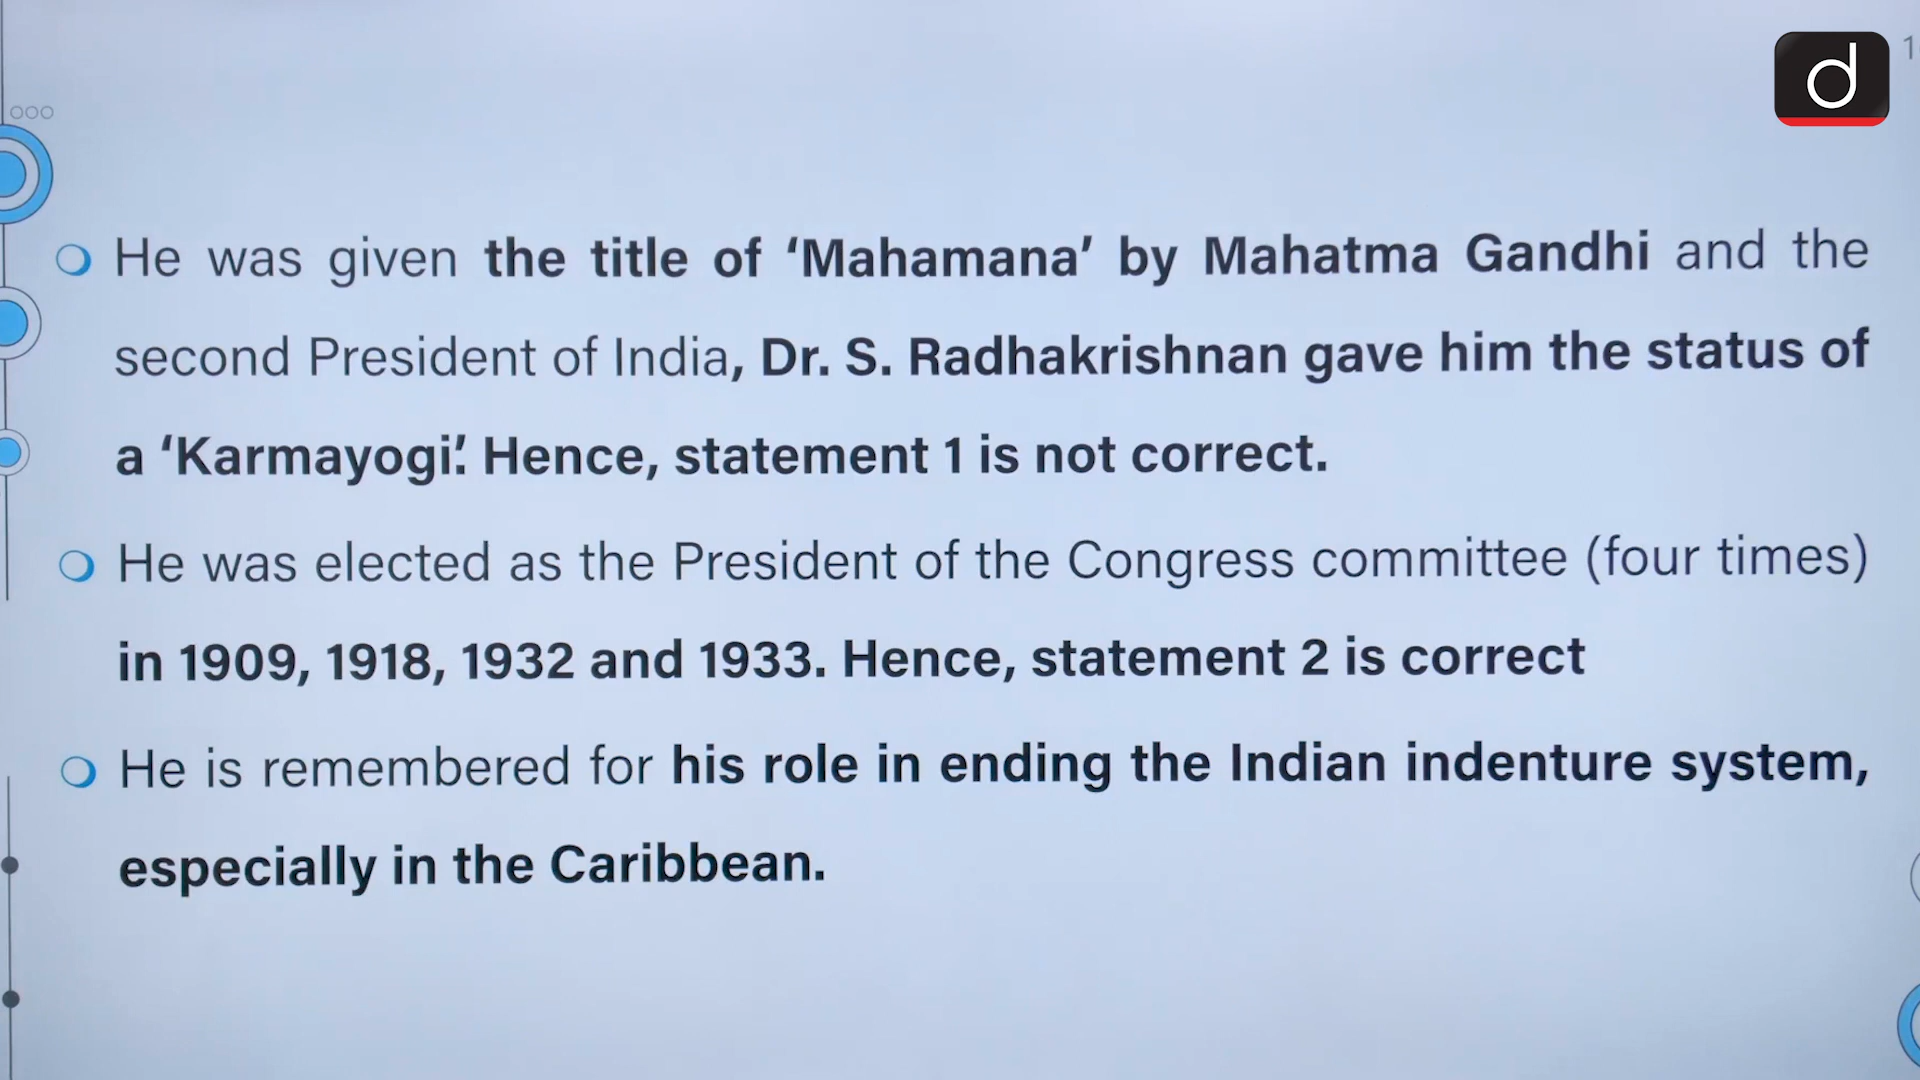 d
1
He was given the title of ‘Mahamana’ by Mahatma Gandhi and the
second President of India, Dr. S. Radhakrishnan gave him the status of
a ‘Karmayogi’. Hence, statement 1 is not correct.
He was elected as the President of the Congress committee (four times)
in 1909, 1918, 1932 and 1933. Hence, statement 2 is correct
He is remembered for his role in ending the Indian indenture system,
especially in the Caribbean.